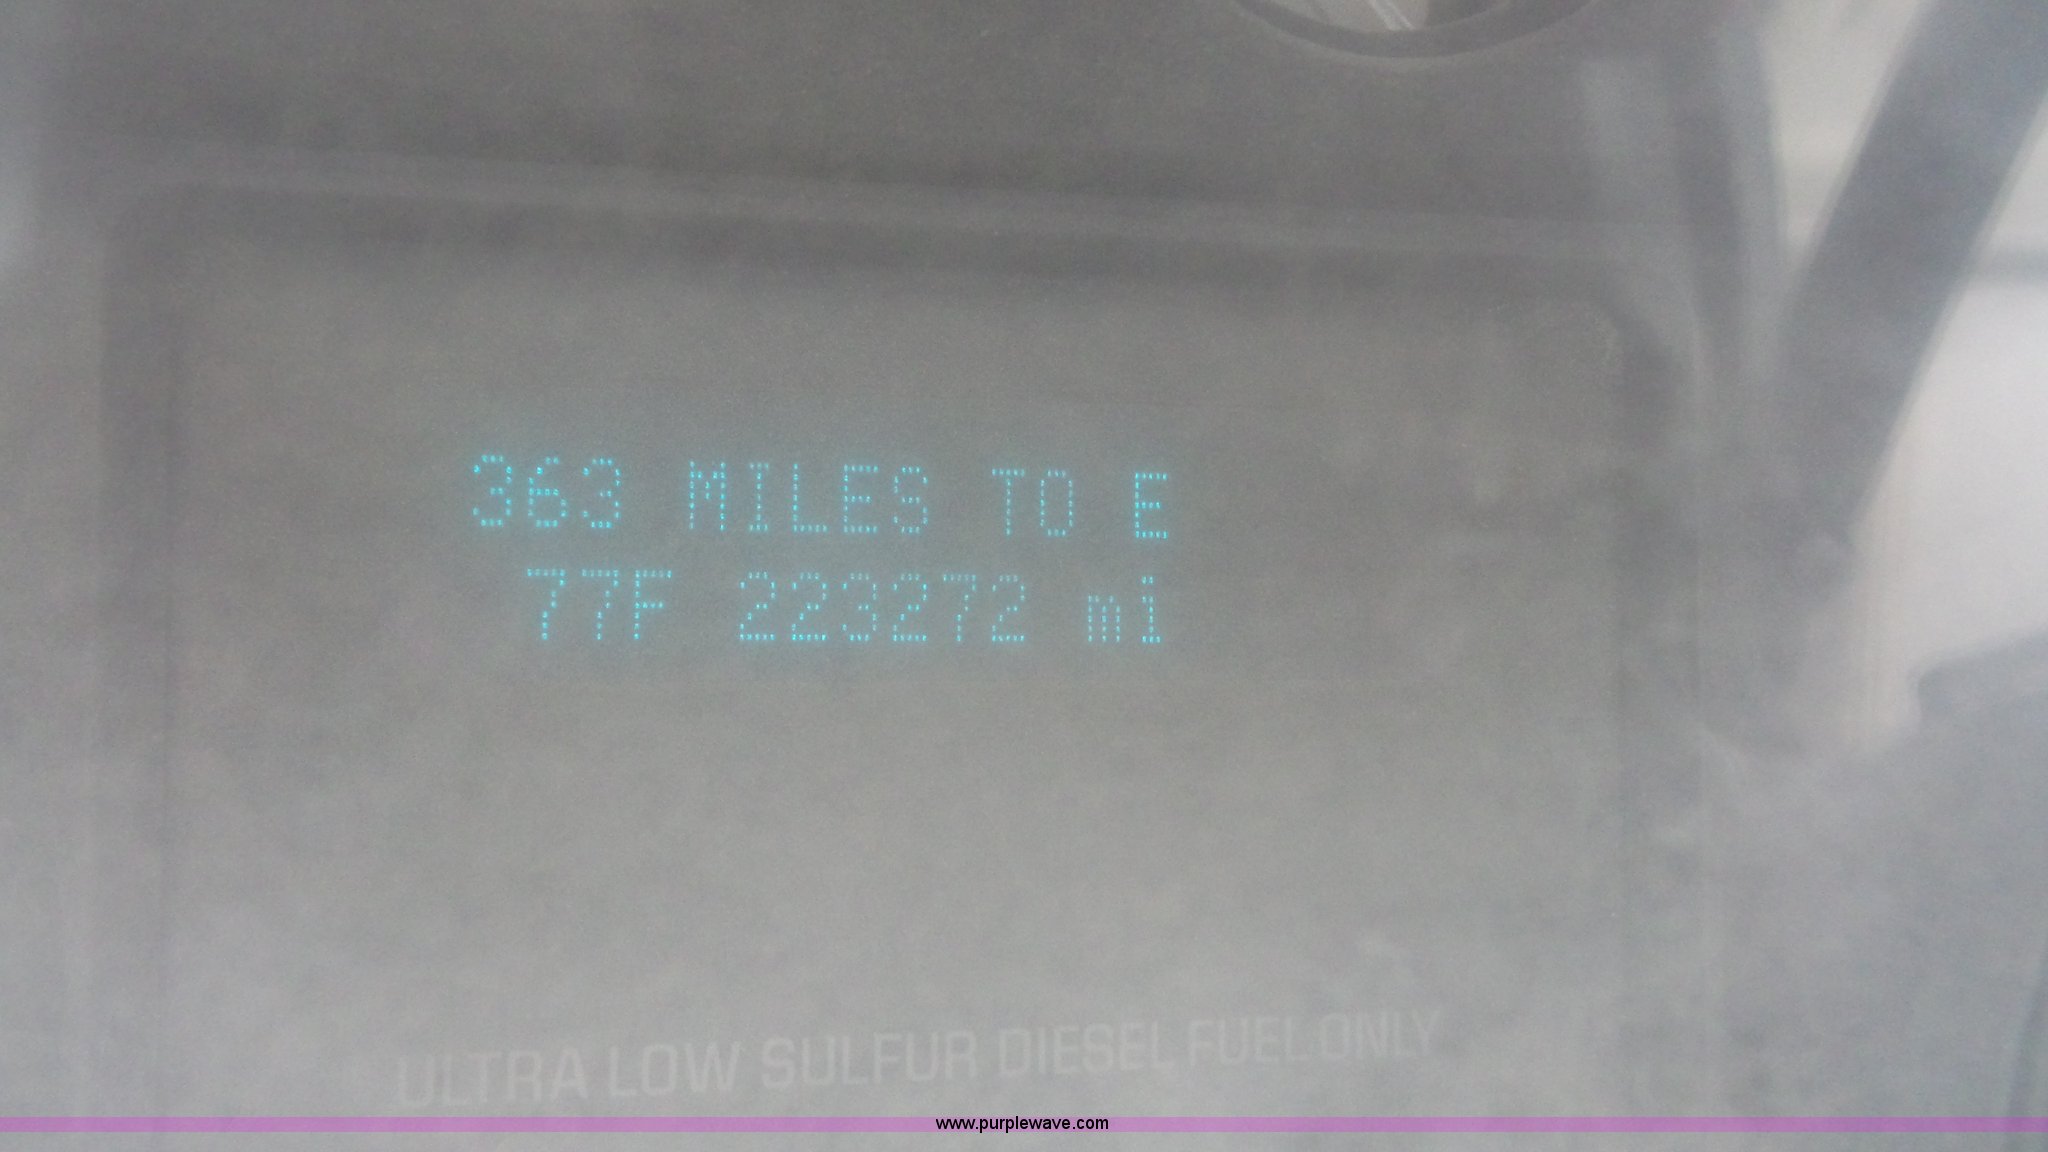 363 MILES TO E
77F 223272 mi
ULTRA LOW SULFUR DIESEL FUEL ONLY
www.purplewave.com